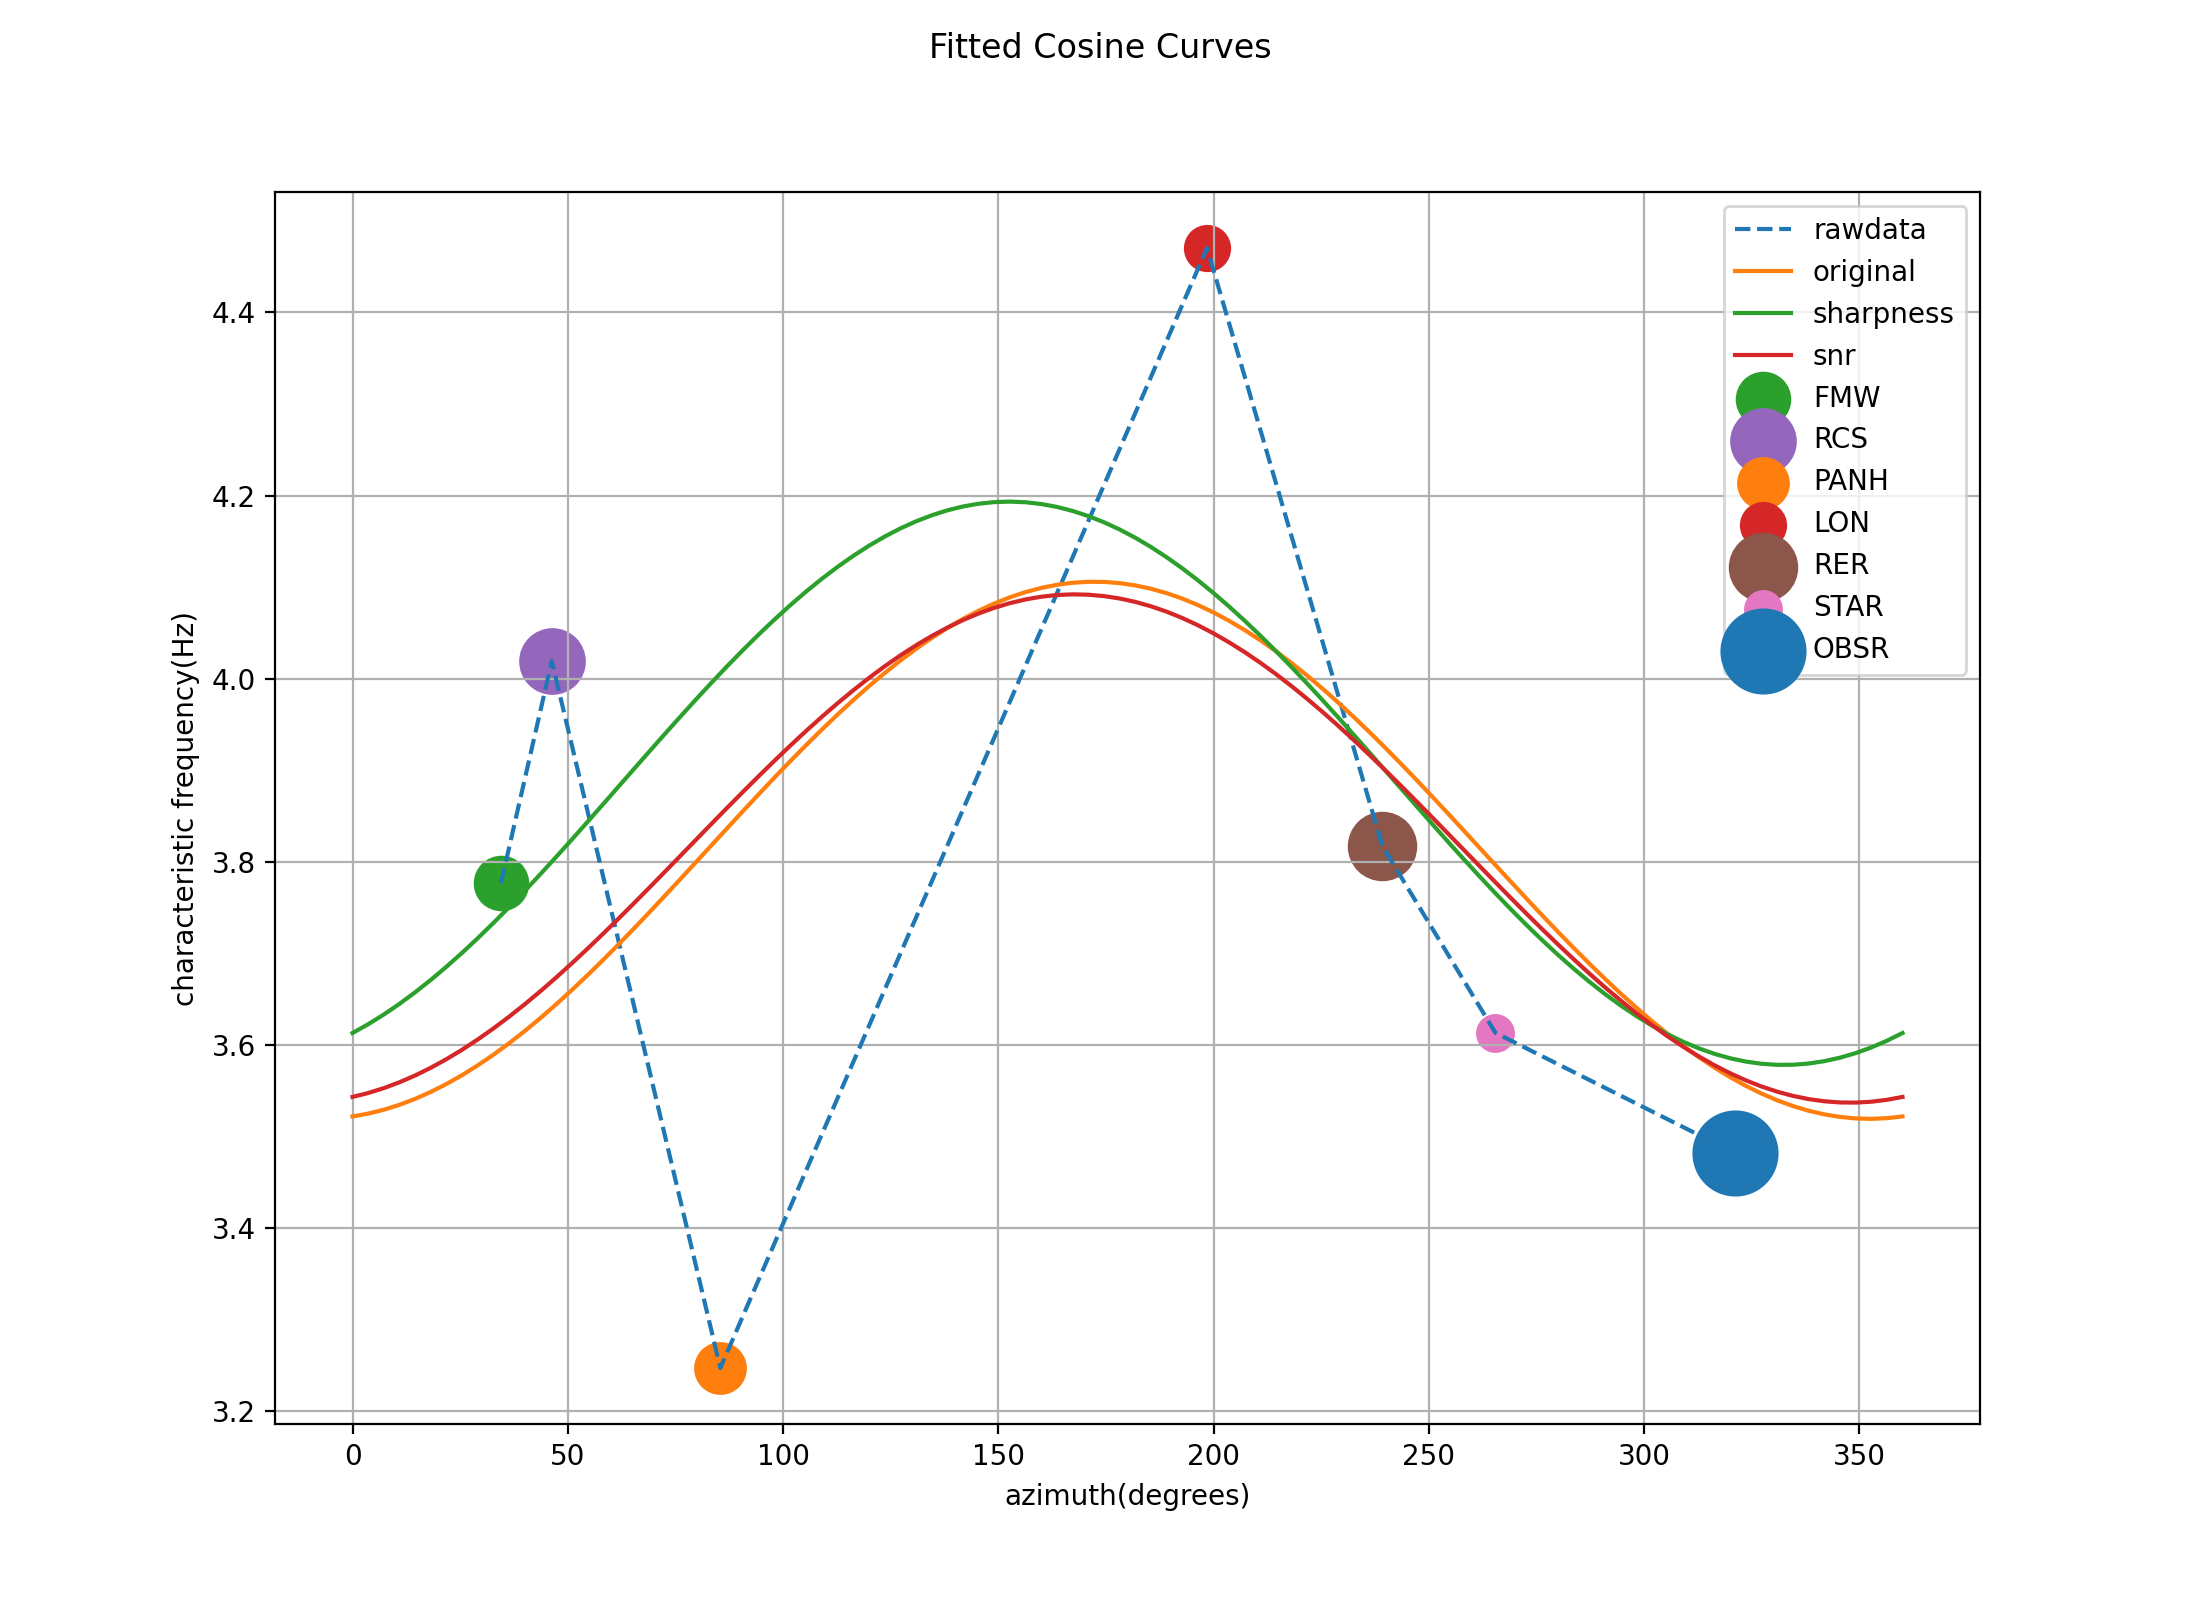 Fitted Cosine Curves
characteristic frequency(Hz)
4.4
4.2
4.0
3.8
3.6
3.4
3.2
rawdata
original
sharpness
snr
FMW
RCS
PANH
LON
RER
STAR
OBSR
0 50 100 150 200 250 300 350
azimuth(degrees)